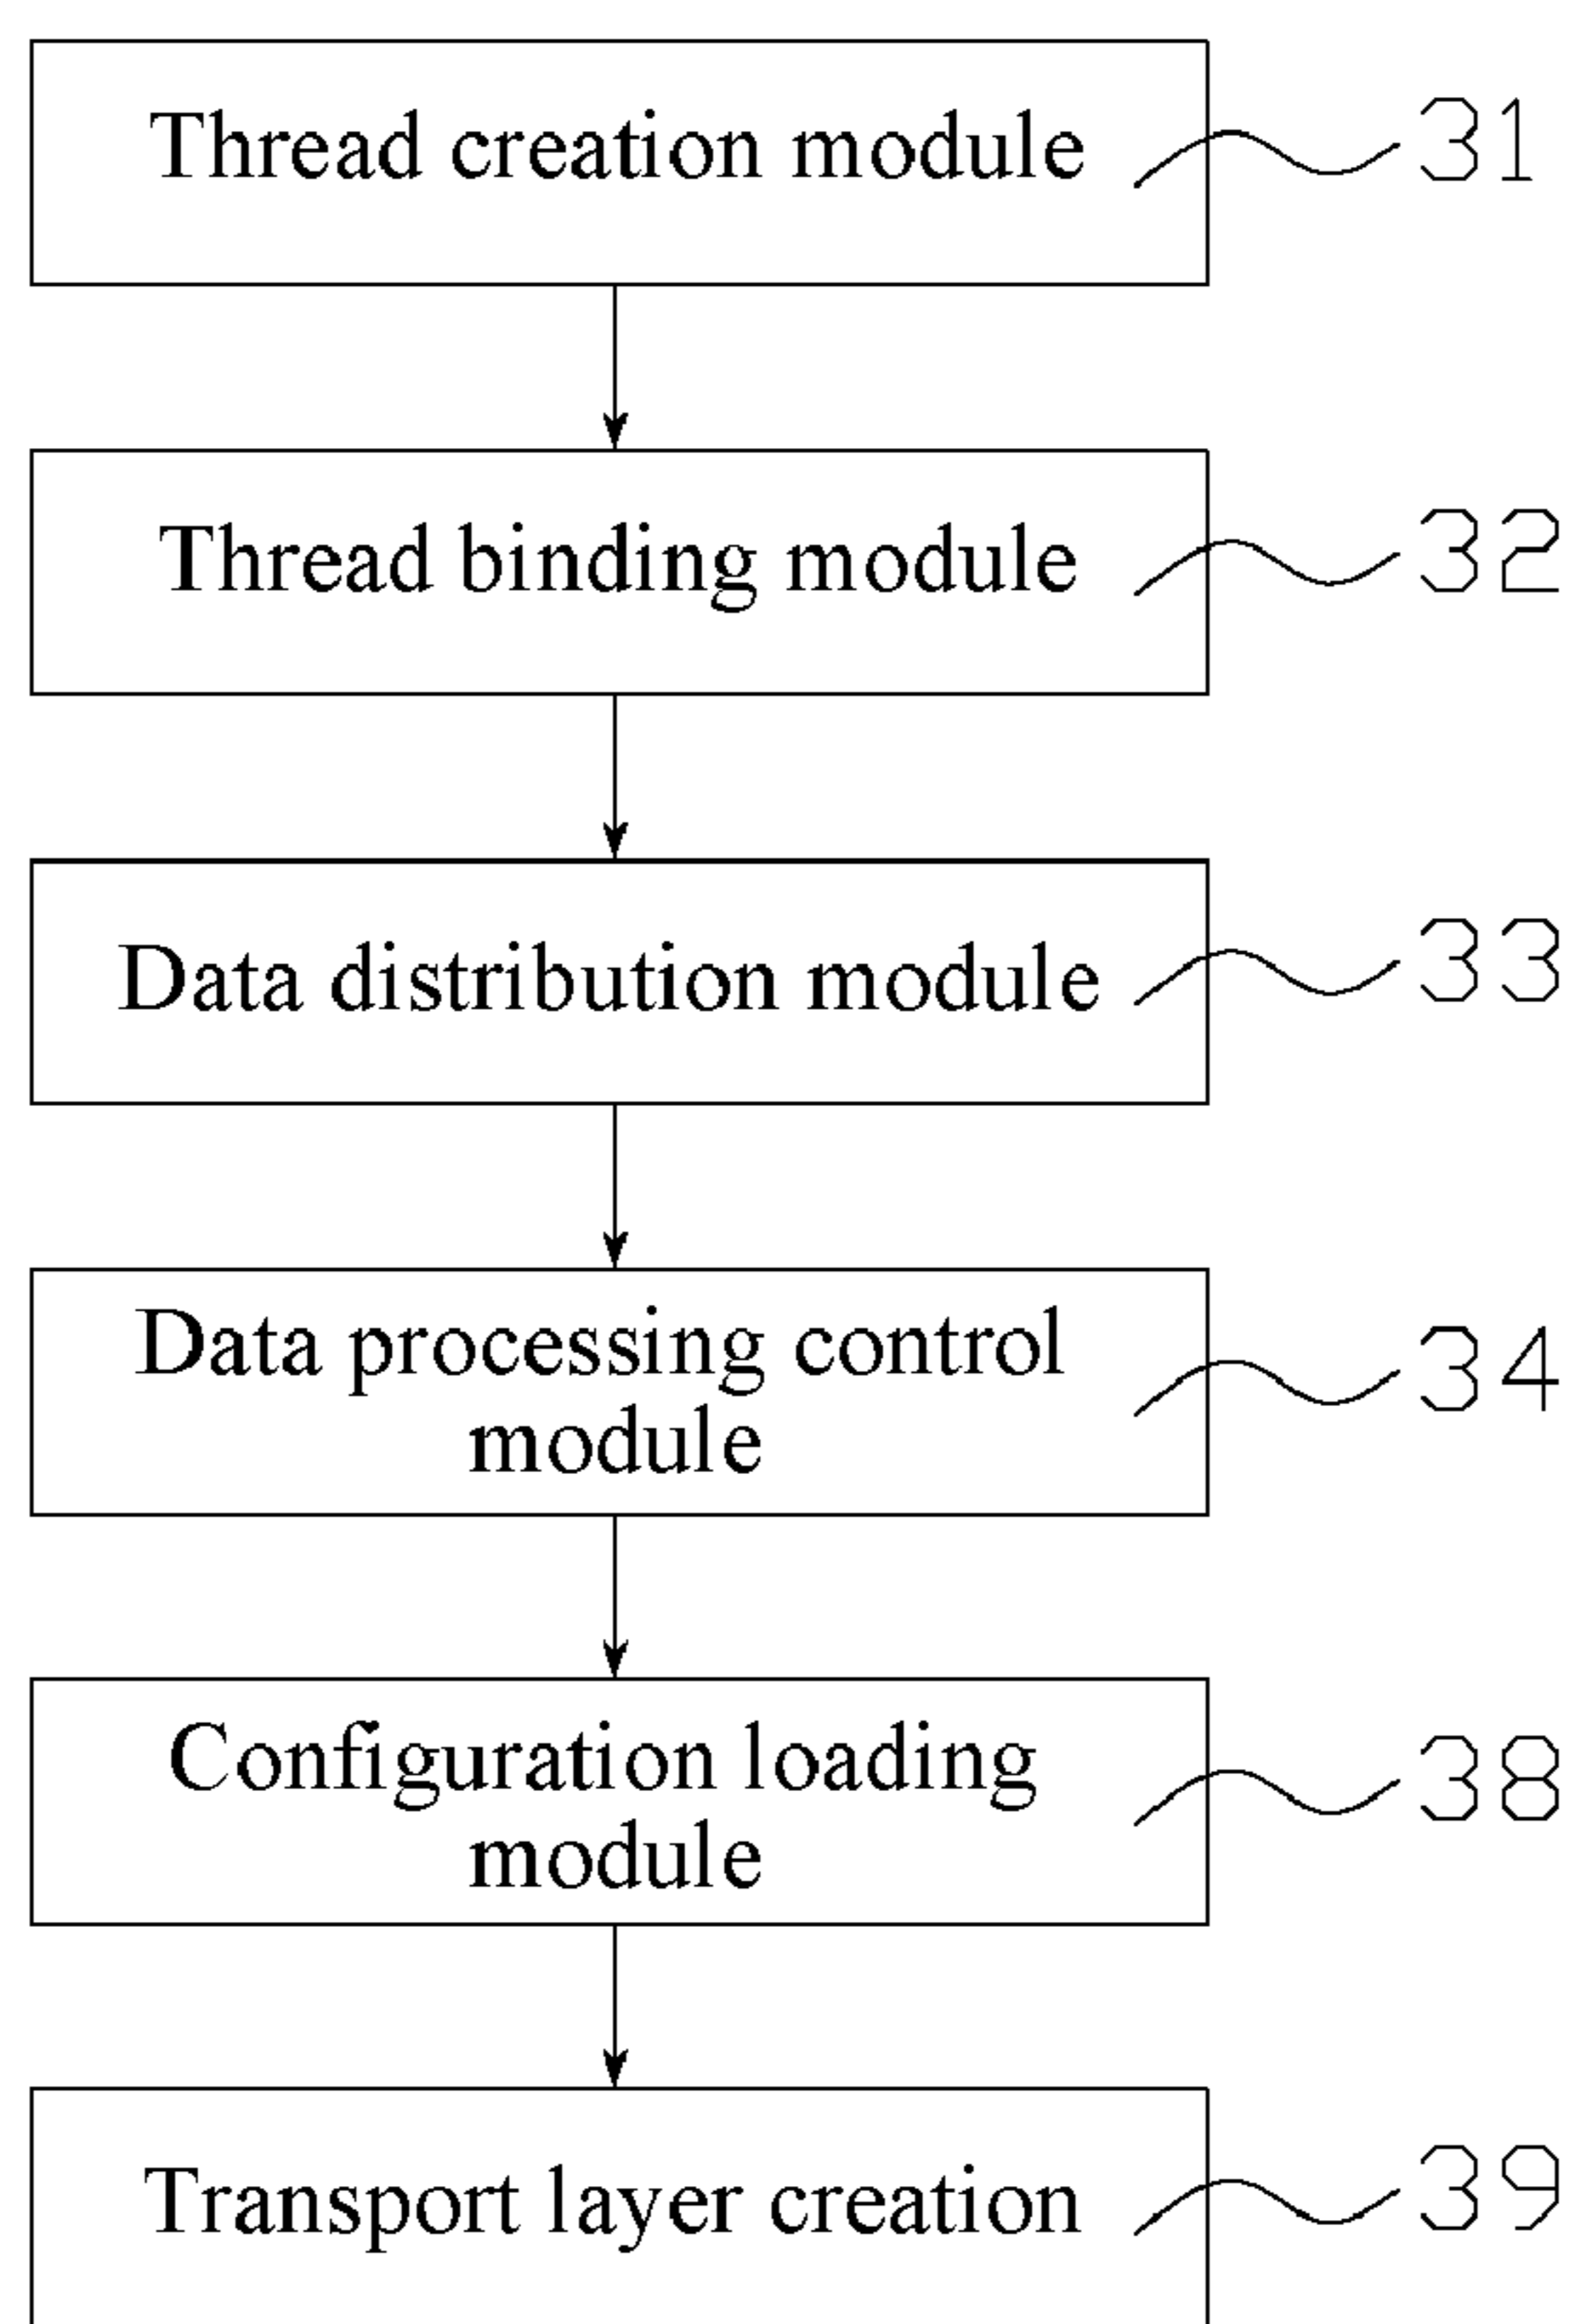 Thread creation module 31
Thread binding module 32
Data distribution module 33
Data processing control
module
34
Configuration loading
module
38
Transport layer creation 39